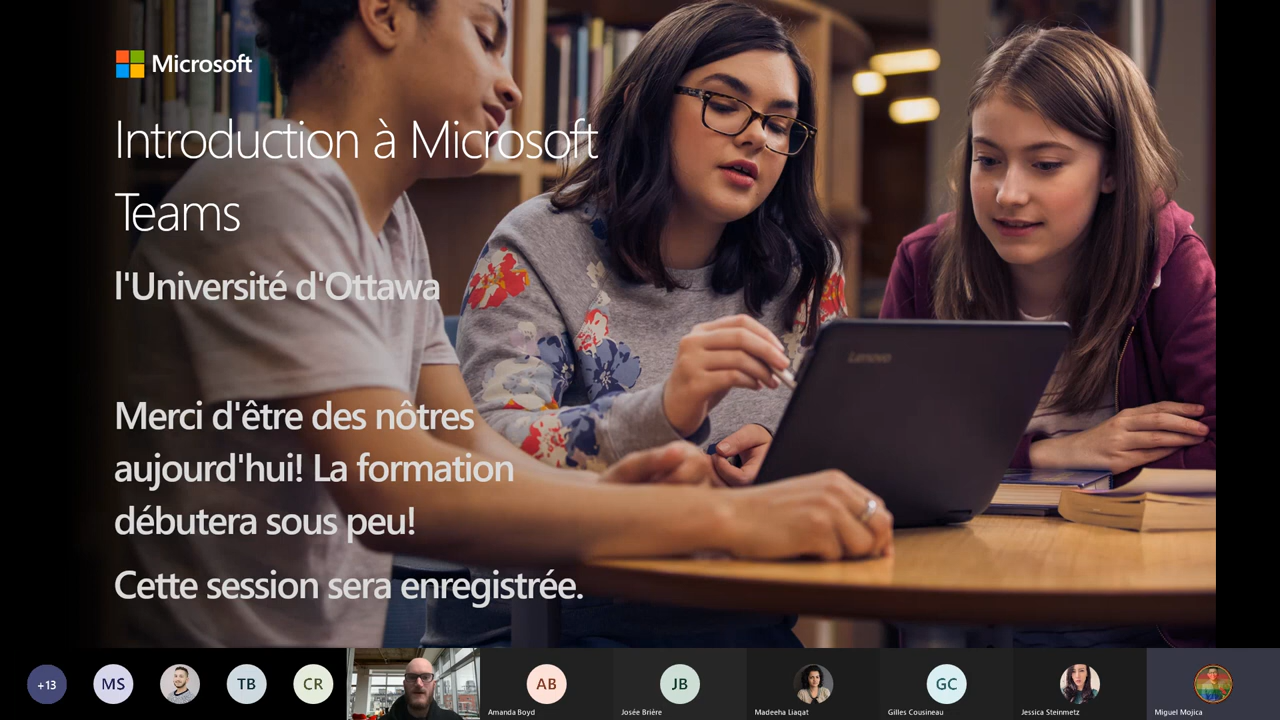 Microsoft
Introduction à Microsoft
Teams
l'Université d'Ottawa
Merci d'être des nôtres
aujourd'hui! La formation
débutera sous peu!
Cette session sera enregistrée.
Lenovo
+13
MS
TB
CR
AB
Amanda Boyd
JB
Josée Brière
Madeeha Liaqat
GC
Gilles Cousineau
Jessica Steinmetz
Miguel Mojica